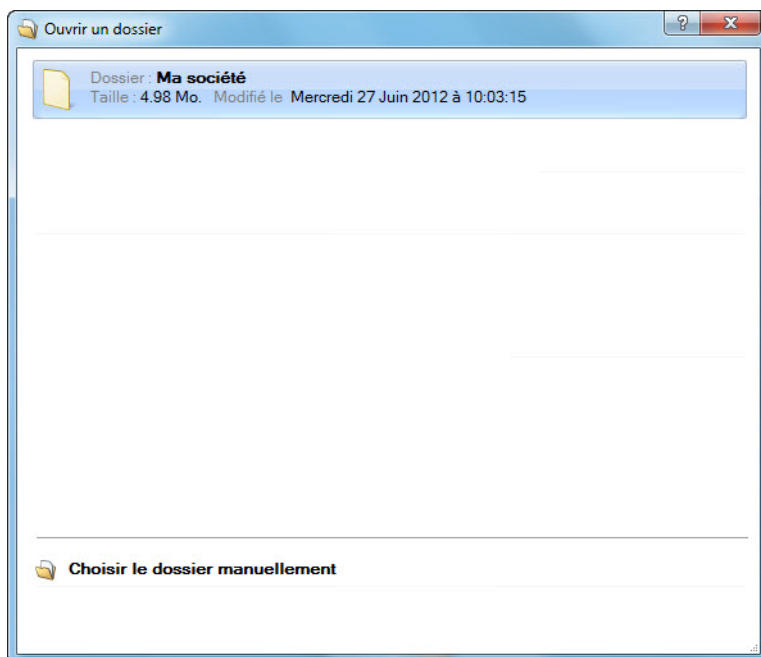 Ouvrir un dossier
Dossier : Ma société
Taille : 4.98 Mo. Modifié le Mercredi 27 Juin 2012 à 10:03:15
Choisir le dossier manuellement